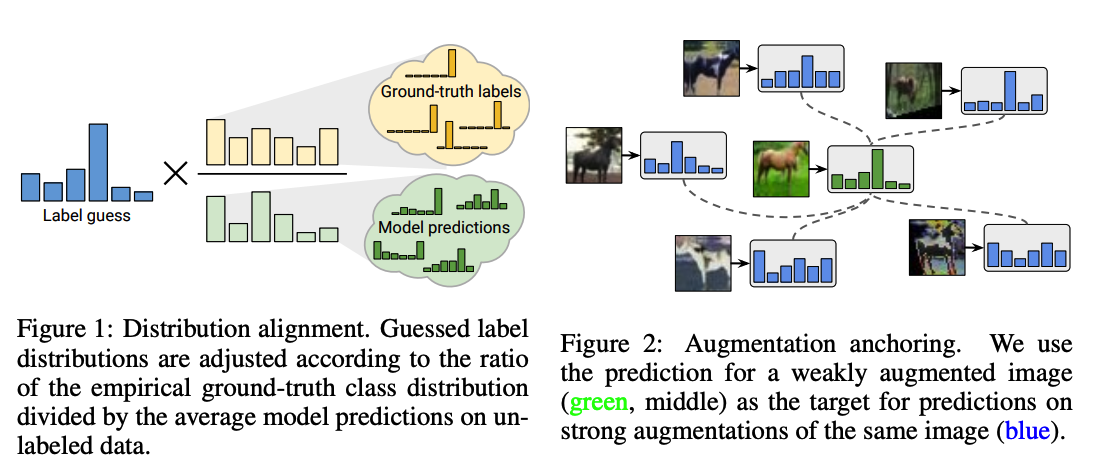 Ground-truth labels
Label guess
Model predictions
Figure 1: Distribution alignment. Guessed label
distributions are adjusted according to the ratio
of the empirical ground-truth class distribution
divided by the average model predictions on un-
labeled data.
Figure 2: Augmentation anchoring. We use
the prediction for a weakly augmented image
(green, middle) as the target for predictions on
strong augmentations of the same image (blue).